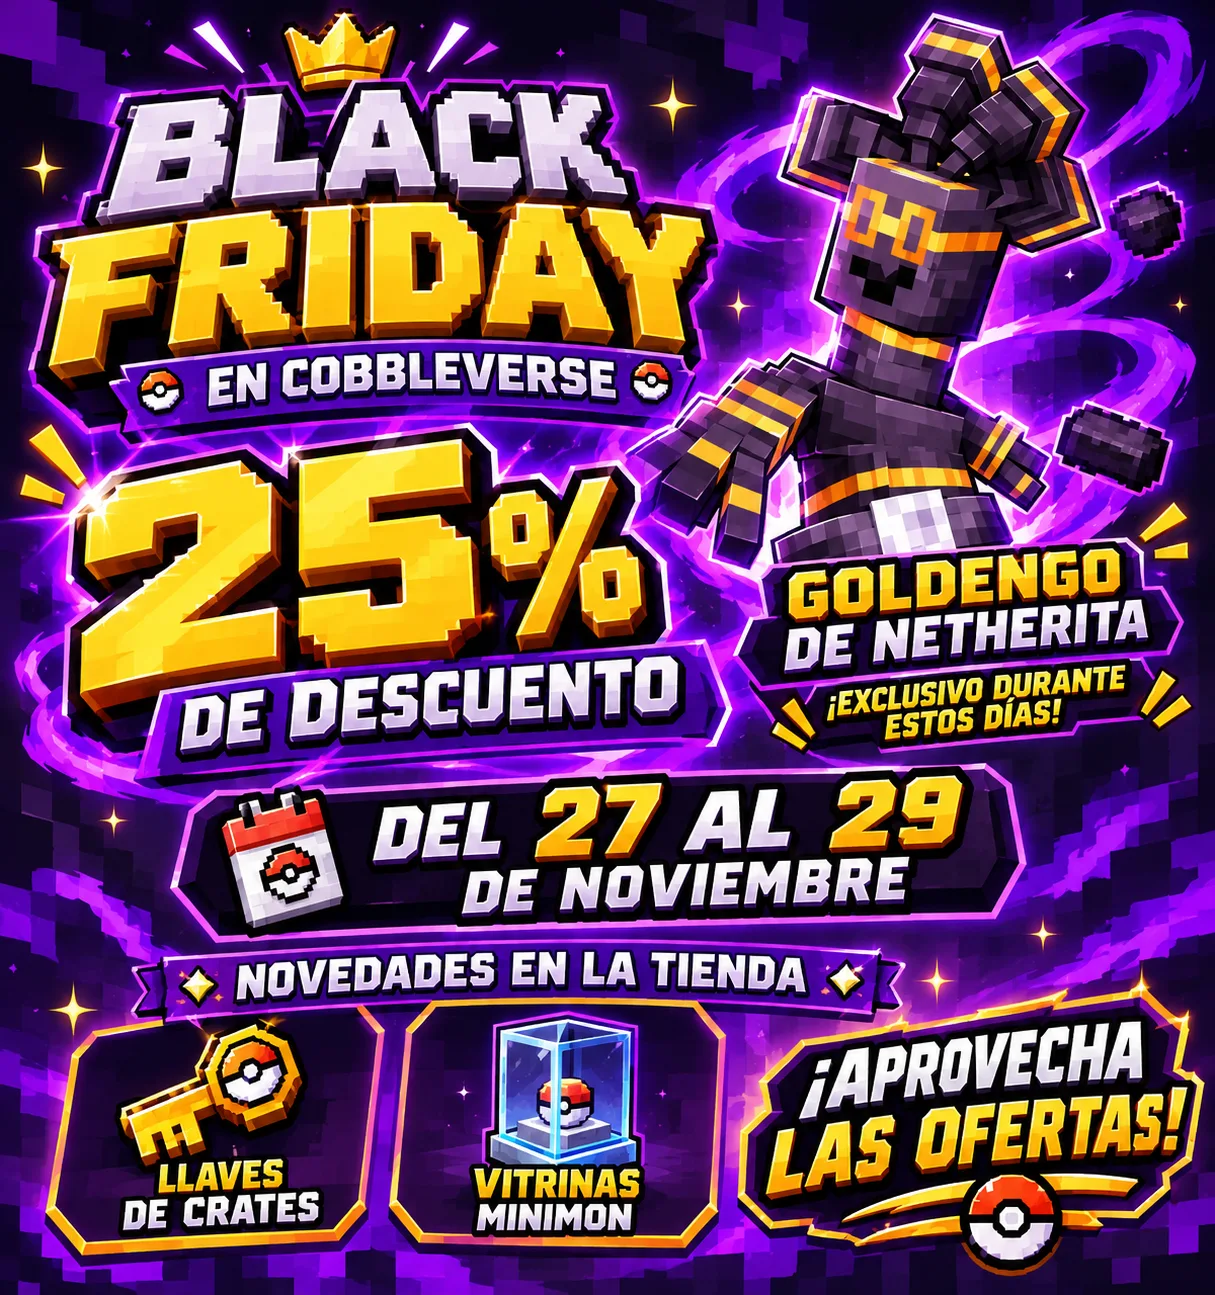 BLACK
FRIDAY
EN COBBLEVERSE
25%
DE DESCUENTO
GOLDENGO
DE NETHERITA
¡EXCLUSIVO DURANTE
ESTOS DÍAS!
DEL 27 AL 29
DE NOVIEMBRE
NOVEDADES EN LA TIENDA
LLAVES
DE CRATES
VITRINAS
MINIMON
¡APROVECHA
LAS OFERTAS!